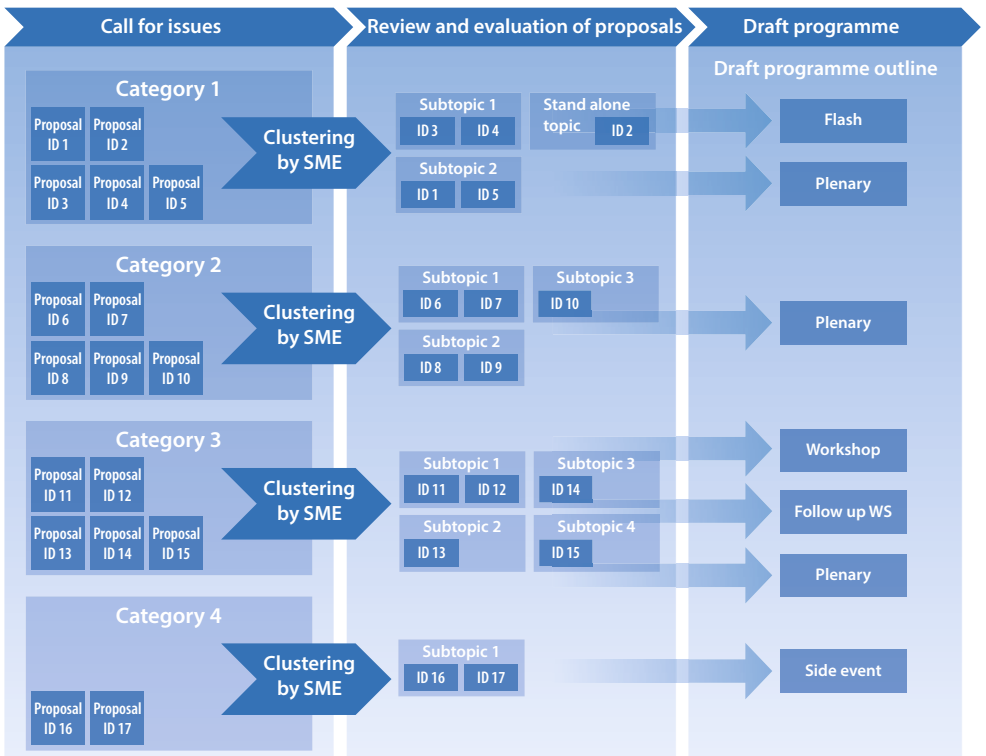 Call for issues
Review and evaluation of proposals
Draft programme
Draft programme outline
Category 1
Proposal
ID 1
Proposal
ID 2
Proposal
ID 3
Proposal
ID 4
Proposal
ID 5
Clustering
by SME
Subtopic 1
ID 3
ID 4
Stand alone
topic
ID 2
Subtopic 2
ID 1
ID 5
Flash
Plenary
Category 2
Proposal
ID 6
Proposal
ID 7
Proposal
ID 8
Proposal
ID 9
Proposal
ID 10
Clustering
by SME
Subtopic 1
ID 6
ID 7
Subtopic 3
ID 10
Subtopic 2
ID 8
ID 9
Plenary
Category 3
Proposal
ID 11
Proposal
ID 12
Proposal
ID 13
Proposal
ID 14
Proposal
ID 15
Clustering
by SME
Subtopic 1
ID 11
ID 12
Subtopic 3
ID 14
Subtopic 2
ID 13
Subtopic 4
ID 15
Workshop
Follow up WS
Plenary
Category 4
Proposal
ID 16
Proposal
ID 17
Clustering
by SME
Subtopic 1
ID 16
ID 17
Side event